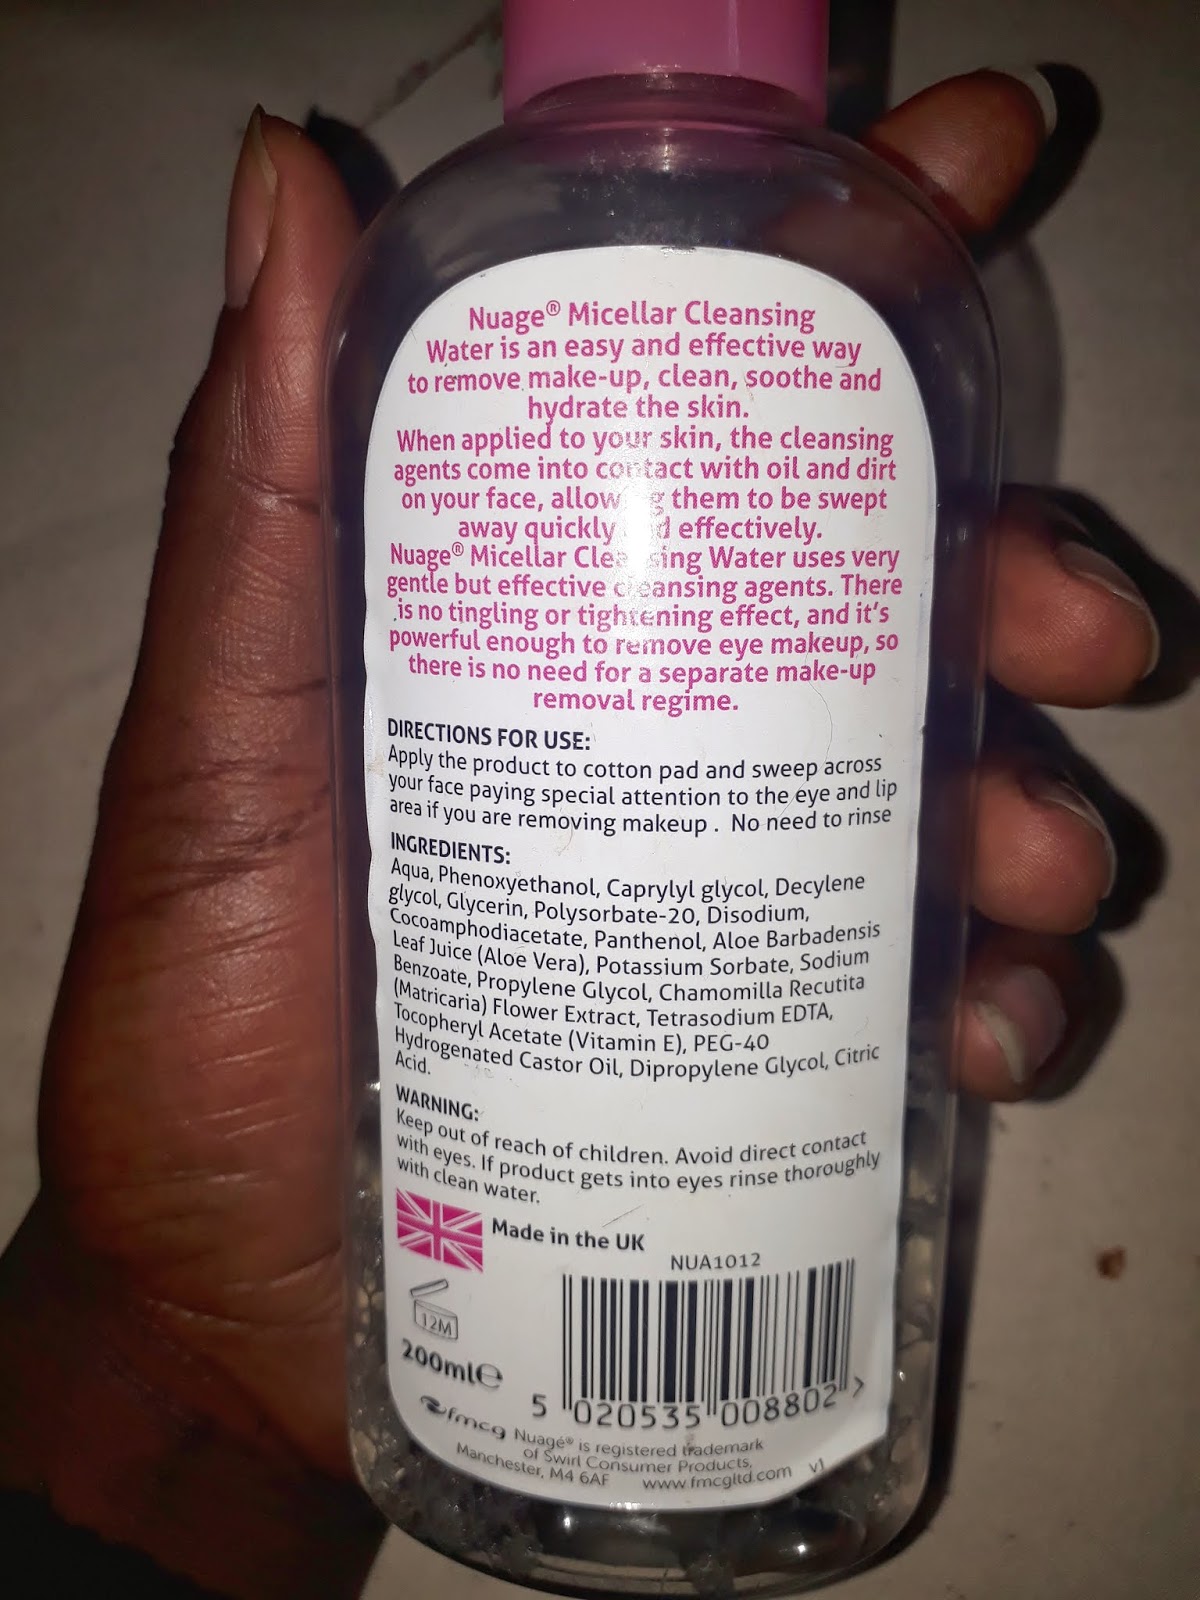 Nuage® Micellar Cleansing
Water is an easy and effective way
to remove make-up, clean, soothe and
hydrate the skin.
When applied to your skin, the cleansing
agents come into contact with oil and dirt
on your face, allowing them to be swept
away quickly and effectively.
Nuage® Micellar Cleansing Water uses very
gentle but effective cleansing agents. There
is no tingling or tightening effect, and it's
powerful enough to remove eye makeup, so
there is no need for a separate make-up
removal regime.
DIRECTIONS FOR USE:
Apply the product to cotton pad and sweep across
your face paying special attention to the eye and lip
area if you are removing makeup . No need to rinse
INGREDIENTS:
Aqua, Phenoxyethanol, Caprylyl glycol, Decylene
glycol, Glycerin, Polysorbate-20, Disodium,
Cocoamphodiacetate, Panthenol, Aloe Barbadensis
Leaf Juice (Aloe Vera), Potassium Sorbate, Sodium
Benzoate, Propylene Glycol, Chamomilla Recutita
(Matricaria) Flower Extract, Tetrasodium EDTA,
Tocopheryl Acetate (Vitamin E), PEG-40
Hydrogenated Castor Oil, Dipropylene Glycol, Citric
Acid.
WARNING:
Keep out of reach of children. Avoid direct contact
with eyes. If product gets into eyes rinse thoroughly
with clean water.
Made in the UK
NUA1012
12M
200ml℮
5 020535 008802 >
fmcg Nuagé® is registered trademark
of Swirl Consumer Products,
Manchester, M4 6AF www.fmcgltd.com v1